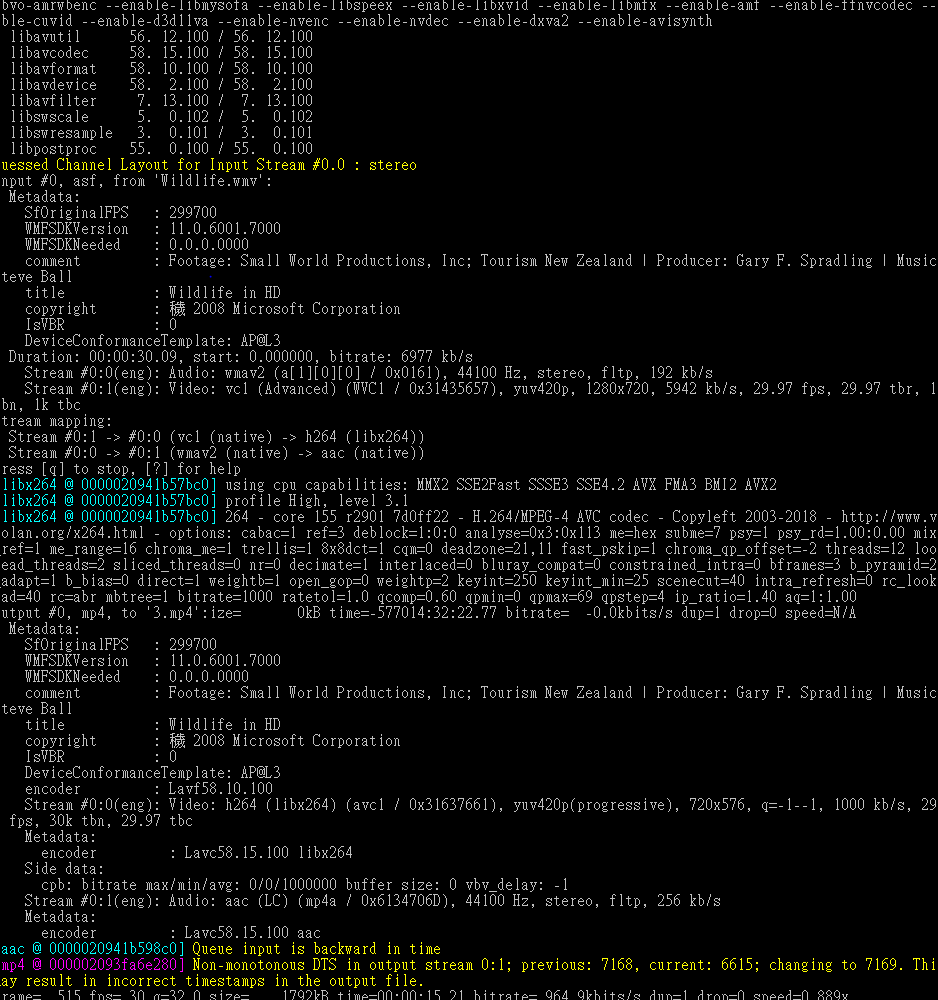 bvo-amrwbenc --enable-libmysofa --enable-libspeex --enable-libxvid --enable-libmfx --enable-amf --enable-ffnvcodec --
ble-cuvid --enable-d3d11va --enable-nvenc --enable-nvdec --enable-dxva2 --enable-avisynth
libavutil 56. 12.100 / 56. 12.100
libavcodec 58. 15.100 / 58. 15.100
libavformat 58. 10.100 / 58. 10.100
libavdevice 58. 2.100 / 58. 2.100
libavfilter 7. 13.100 / 7. 13.100
libswscale 5. 0.102 / 5. 0.102
libswresample 3. 0.101 / 3. 0.101
libpostproc 55. 0.100 / 55. 0.100
uessed Channel Layout for Input Stream #0.0 : stereo
nput #0, asf, from 'Wildlife.wmv':
Metadata:
SfOriginalFPS : 299700
WMFSDKVersion : 11.0.6001.7000
WMFSDKNeeded : 0.0.0.0000
comment : Footage: Small World Productions, Inc; Tourism New Zealand | Producer: Gary F. Spradling | Music
teve Ball
title : Wildlife in HD
copyright : 穢 2008 Microsoft Corporation
IsVBR : 0
DeviceConformanceTemplate: AP@L3
Duration: 00:00:30.09, start: 0.000000, bitrate: 6977 kb/s
Stream #0:0(eng): Audio: wmav2 (a[1][0][0] / 0x0161), 44100 Hz, stereo, fltp, 192 kb/s
Stream #0:1(eng): Video: vc1 (Advanced) (WVC1 / 0x31435657), yuv420p, 1280x720, 5942 kb/s, 29.97 fps, 29.97 tbr, 1
bn, 1k tbc
tream mapping:
Stream #0:1 -> #0:0 (vc1 (native) -> h264 (libx264))
Stream #0:0 -> #0:1 (wmav2 (native) -> aac (native))
ress [q] to stop, [?] for help
libx264 @ 0000020941b57bc0] using cpu capabilities: MMX2 SSE2Fast SSSE3 SSE4.2 AVX FMA3 BMI2 AVX2
libx264 @ 0000020941b57bc0] profile High, level 3.1
libx264 @ 0000020941b57bc0] 264 - core 155 r2901 7d0ff22 - H.264/MPEG-4 AVC codec - Copyleft 2003-2018 - http://www.v
olan.org/x264.html - options: cabac=1 ref=3 deblock=1:0:0 analyse=0x3:0x113 me=hex subme=7 psy=1 psy_rd=1.00:0.00 mix
ref=1 me_range=16 chroma_me=1 trellis=1 8x8dct=1 cqm=0 deadzone=21,11 fast_pskip=1 chroma_qp_offset=-2 threads=12 loo
ead_threads=2 sliced_threads=0 nr=0 decimate=1 interlaced=0 bluray_compat=0 constrained_intra=0 bframes=3 b_pyramid=2
adapt=1 b_bias=0 direct=1 weightb=1 open_gop=0 weightp=2 keyint=250 keyint_min=25 scenecut=40 intra_refresh=0 rc_look
ad=40 rc=abr mbtree=1 bitrate=1000 ratetol=1.0 qcomp=0.60 qpmin=0 qpmax=69 qpstep=4 ip_ratio=1.40 aq=1:1.00
utput #0, mp4, to '3.mp4':ize= 0kB time=-577014:32:22.77 bitrate= -0.0kbits/s dup=1 drop=0 speed=N/A
Metadata:
SfOriginalFPS : 299700
WMFSDKVersion : 11.0.6001.7000
WMFSDKNeeded : 0.0.0.0000
comment : Footage: Small World Productions, Inc; Tourism New Zealand | Producer: Gary F. Spradling | Music
teve Ball
title : Wildlife in HD
copyright : 穢 2008 Microsoft Corporation
IsVBR : 0
DeviceConformanceTemplate: AP@L3
encoder : Lavf58.10.100
Stream #0:0(eng): Video: h264 (libx264) (avc1 / 0x31637661), yuv420p(progressive), 720x576, q=-1--1, 1000 kb/s, 29
fps, 30k tbn, 29.97 tbc
Metadata:
encoder : Lavc58.15.100 libx264
Side data:
cpb: bitrate max/min/avg: 0/0/1000000 buffer size: 0 vbv_delay: -1
Stream #0:1(eng): Audio: aac (LC) (mp4a / 0x6134706D), 44100 Hz, stereo, fltp, 256 kb/s
Metadata:
encoder : Lavc58.15.100 aac
aac @ 0000020941b598c0] Queue input is backward in time
mp4 @ 000002093fa6e280] Non-monotonous DTS in output stream 0:1; previous: 7168, current: 6615; changing to 7169. Thi
ay result in incorrect timestamps in the output file.
rame= 515 fps= 30 q=32.0 size= 1792kB time=00:00:15.21 bitrate= 964.9kbits/s dup=1 drop=0 speed=0.889x